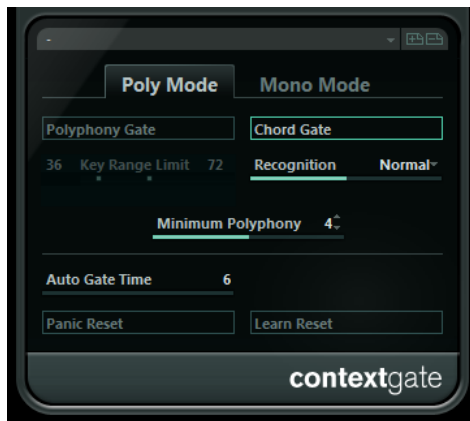 -
Poly Mode Mono Mode
Polyphony Gate Chord Gate
36 Key Range Limit 72 Recognition Normal
Minimum Polyphony 4
Auto Gate Time 6
Panic Reset Learn Reset
contextgate